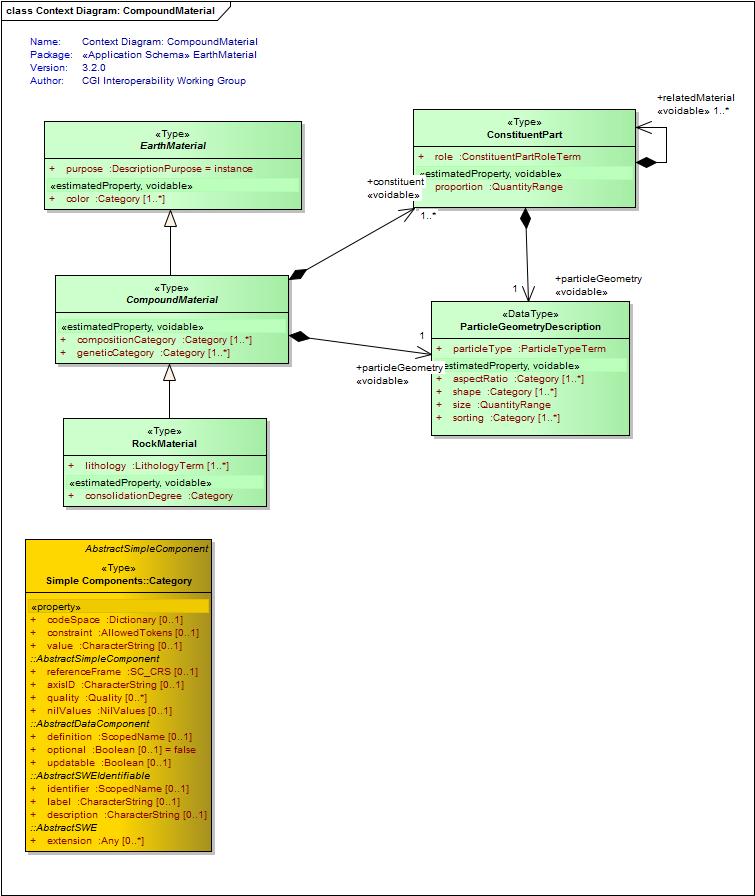 class Context Diagram: CompoundMaterial
Name: Context Diagram: CompoundMaterial
Package: «Application Schema» EarthMaterial
Version: 3.2.0
Author: CGI Interoperability Working Group
«Type»
EarthMaterial
+ purpose :DescriptionPurpose = instance
«estimatedProperty, voidable»
+ color :Category [1..*]
+relatedMaterial
«voidable» 1..*
«Type»
ConstituentPart
+ role :ConstituentPartRoleTerm
«estimatedProperty, voidable»
proportion :QuantityRange
+constituent
«voidable»
1..*
«Type»
CompoundMaterial
«estimatedProperty, voidable»
+ compositionCategory :Category [1..*]
+ geneticCategory :Category [1..*]
1
+particleGeometry
«voidable»
1
+particleGeometry
«voidable»
«DataType»
ParticleGeometryDescription
+ particleType :ParticleTypeTerm
estimatedProperty, voidable»
+ aspectRatio :Category [1..*]
+ shape :Category [1..*]
+ size :QuantityRange
+ sorting :Category [1..*]
«Type»
RockMaterial
+ lithology :LithologyTerm [1..*]
«estimatedProperty, voidable»
+ consolidationDegree :Category
AbstractSimpleComponent
«Type»
Simple Components::Category
«property»
+ codeSpace :Dictionary [0..1]
+ constraint :AllowedTokens [0..1]
+ value :CharacterString [0..1]
::AbstractSimpleComponent
+ referenceFrame :SC_CRS [0..1]
+ axisID :CharacterString [0..1]
+ quality :Quality [0..*]
+ nilValues :NilValues [0..1]
::AbstractDataComponent
+ definition :ScopedName [0..1]
+ optional :Boolean [0..1] = false
+ updatable :Boolean [0..1]
::AbstractSWEIdentifiable
+ identifier :ScopedName [0..1]
+ label :CharacterString [0..1]
+ description :CharacterString [0..1]
::AbstractSWE
+ extension :Any [0..*]